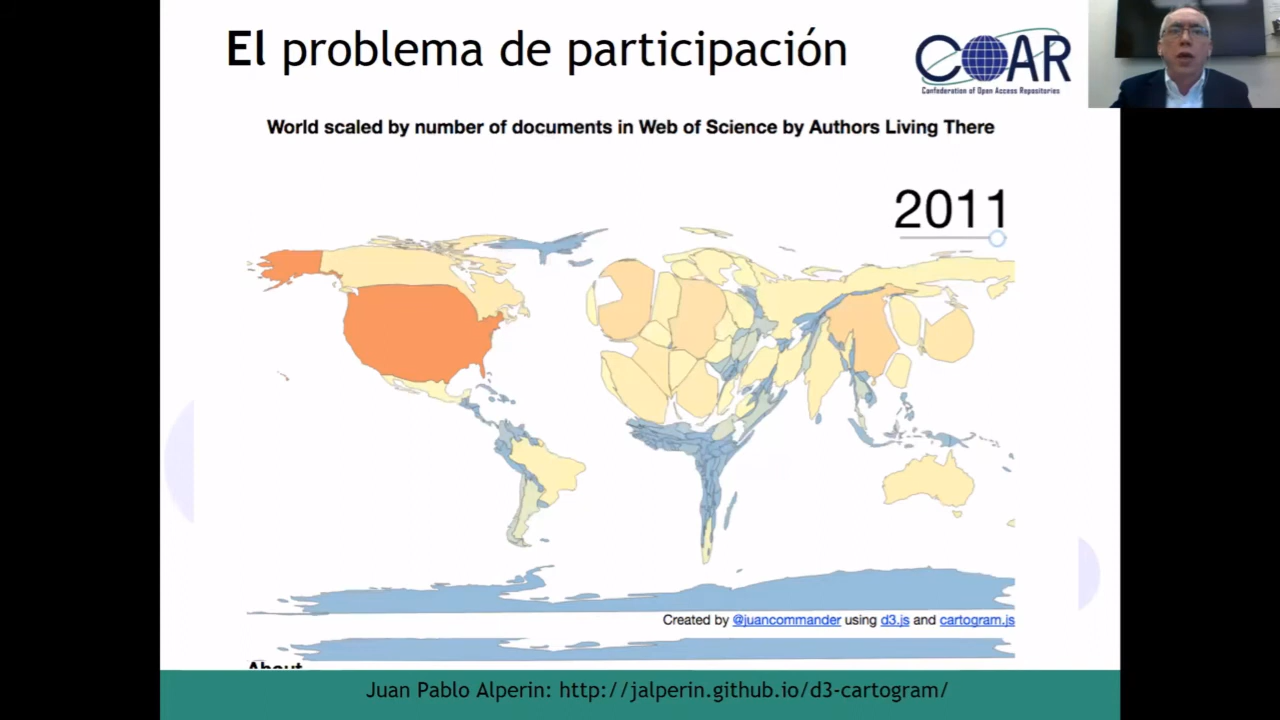 El problema de participación
COAR
Confederation of Open Access Repositories
World scaled by number of documents in Web of Science by Authors Living There
2011
Created by @juancommander using d3.js and cartogram.js
About
Juan Pablo Alperin: http://jalperin.github.io/d3-cartogram/